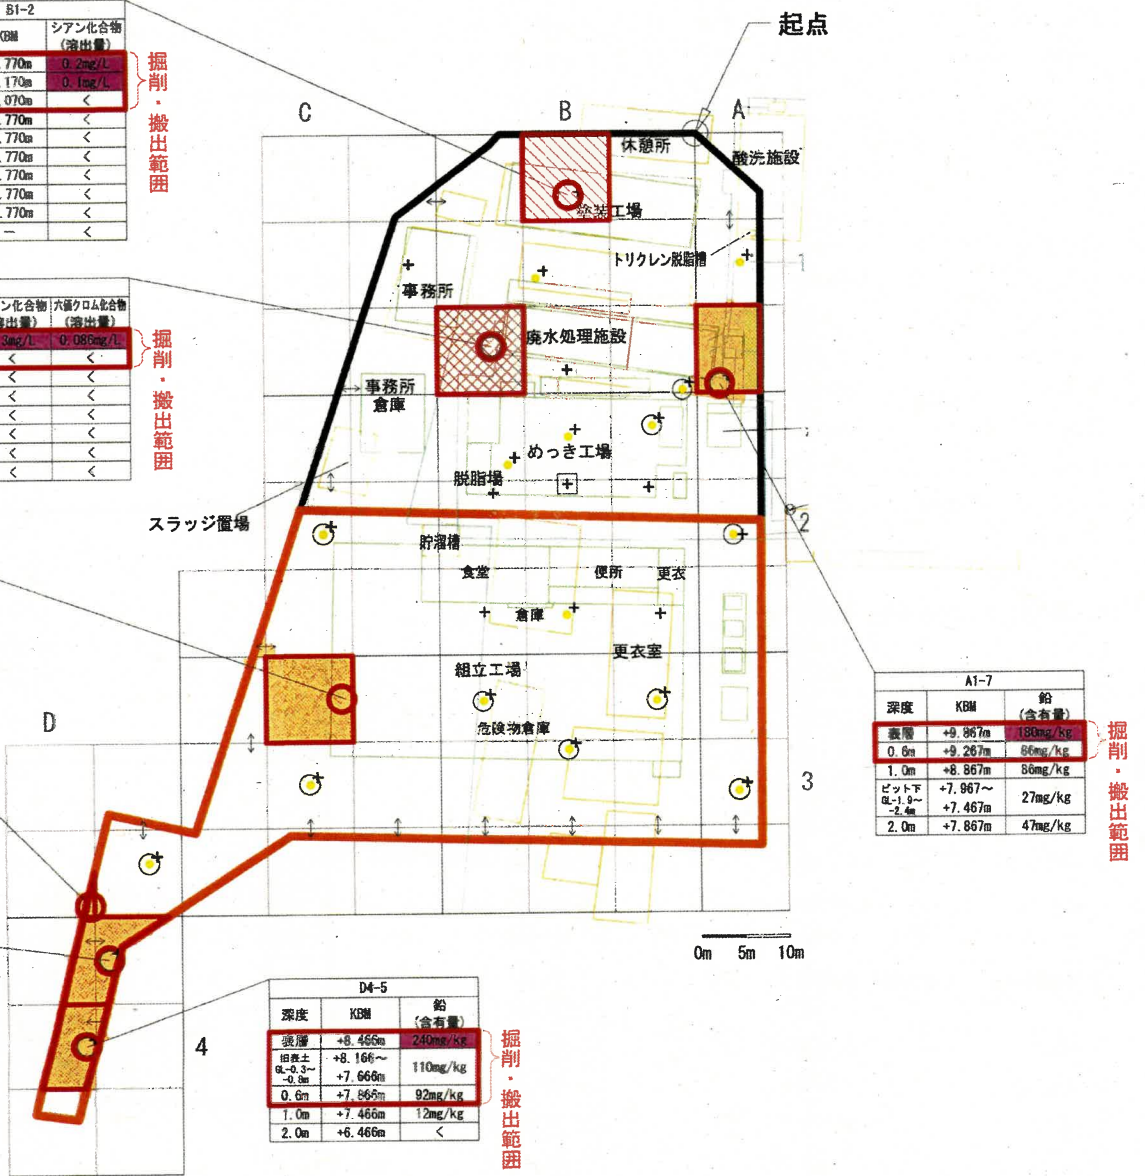 B1-2
KBM シアン化合物
(溶出量)
.770m 0.2mg/L
.170m 0.1mg/L
.070m <
.770m <
.770m <
.770m <
.770m <
.770m <
.770m <
— <
掘削・搬出範囲
ン化合物 六価クロム化合物
溶出量) (溶出量)
3mg/L 0.086mg/L
< <
< <
< <
< <
< <
< <
< <
掘削・搬出範囲
起点
C
B
A
休憩所
酸洗施設
塗装工場
トリクレン脱脂槽
1
事務所
廃水処理施設
事務所
倉庫
めっき工場
脱脂場
スラッジ置場
2
貯溜槽
食堂
便所
更衣
倉庫
更衣室
組立工場
危険物倉庫
D
3
4
0m 5m 10m
A1-7
深度 KBM 鉛
(含有量)
表層 +9.867m 180mg/kg
0.6m +9.267m 86mg/kg
1.0m +8.867m 86mg/kg
ピット下
GL-1.9～
-2.4m
+7.967～
+7.467m
27mg/kg
2.0m +7.867m 47mg/kg
掘削・搬出範囲
D4-5
深度 KBM 鉛
(含有量)
表層 +8.466m 240mg/kg
旧表土
GL-0.3～
-0.8m
+8.166～
+7.666m
110mg/kg
0.6m +7.866m 92mg/kg
1.0m +7.466m 12mg/kg
2.0m +6.466m <
掘削・搬出範囲